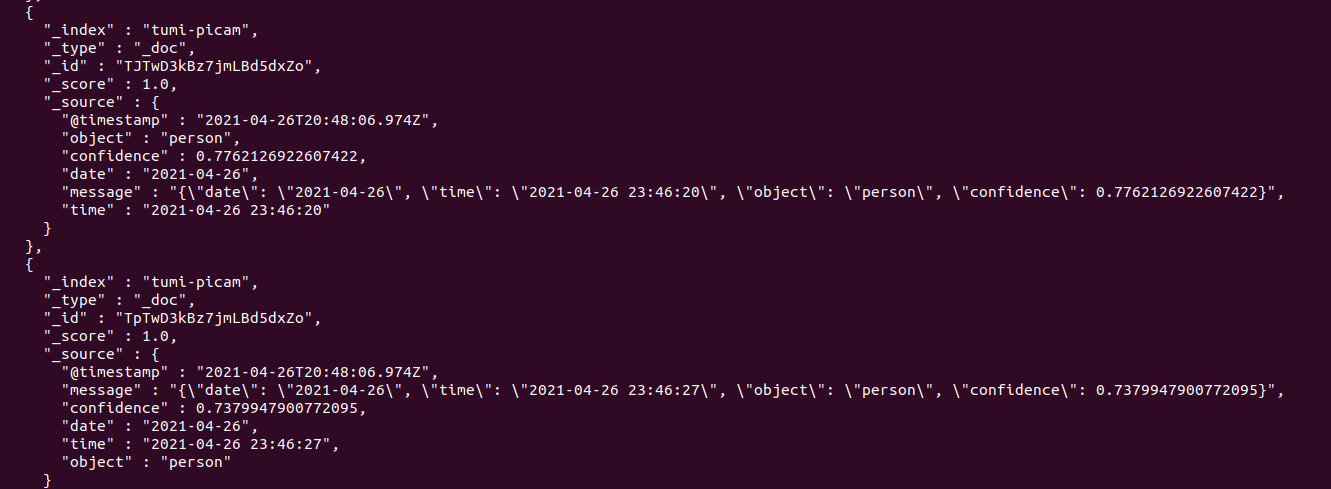 },
{
"_index" : "tumi-picam",
"_type" : "_doc",
"_id" : "TJTwD3kBz7jmLBd5dxZo",
"_score" : 1.0,
"_source" : {
"@timestamp" : "2021-04-26T20:48:06.974Z",
"object" : "person",
"confidence" : 0.7762126922607422,
"date" : "2021-04-26",
"message" : "{\"date\": \"2021-04-26\", \"time\": \"2021-04-26 23:46:20\", \"object\": \"person\", \"confidence\": 0.7762126922607422}",
"time" : "2021-04-26 23:46:20"
}
},
{
"_index" : "tumi-picam",
"_type" : "_doc",
"_id" : "TpTwD3kBz7jmLBd5dxZo",
"_score" : 1.0,
"_source" : {
"@timestamp" : "2021-04-26T20:48:06.974Z",
"message" : "{\"date\": \"2021-04-26\", \"time\": \"2021-04-26 23:46:27\", \"object\": \"person\", \"confidence\": 0.7379947900772095}",
"confidence" : 0.7379947900772095,
"date" : "2021-04-26",
"time" : "2021-04-26 23:46:27",
"object" : "person"
}